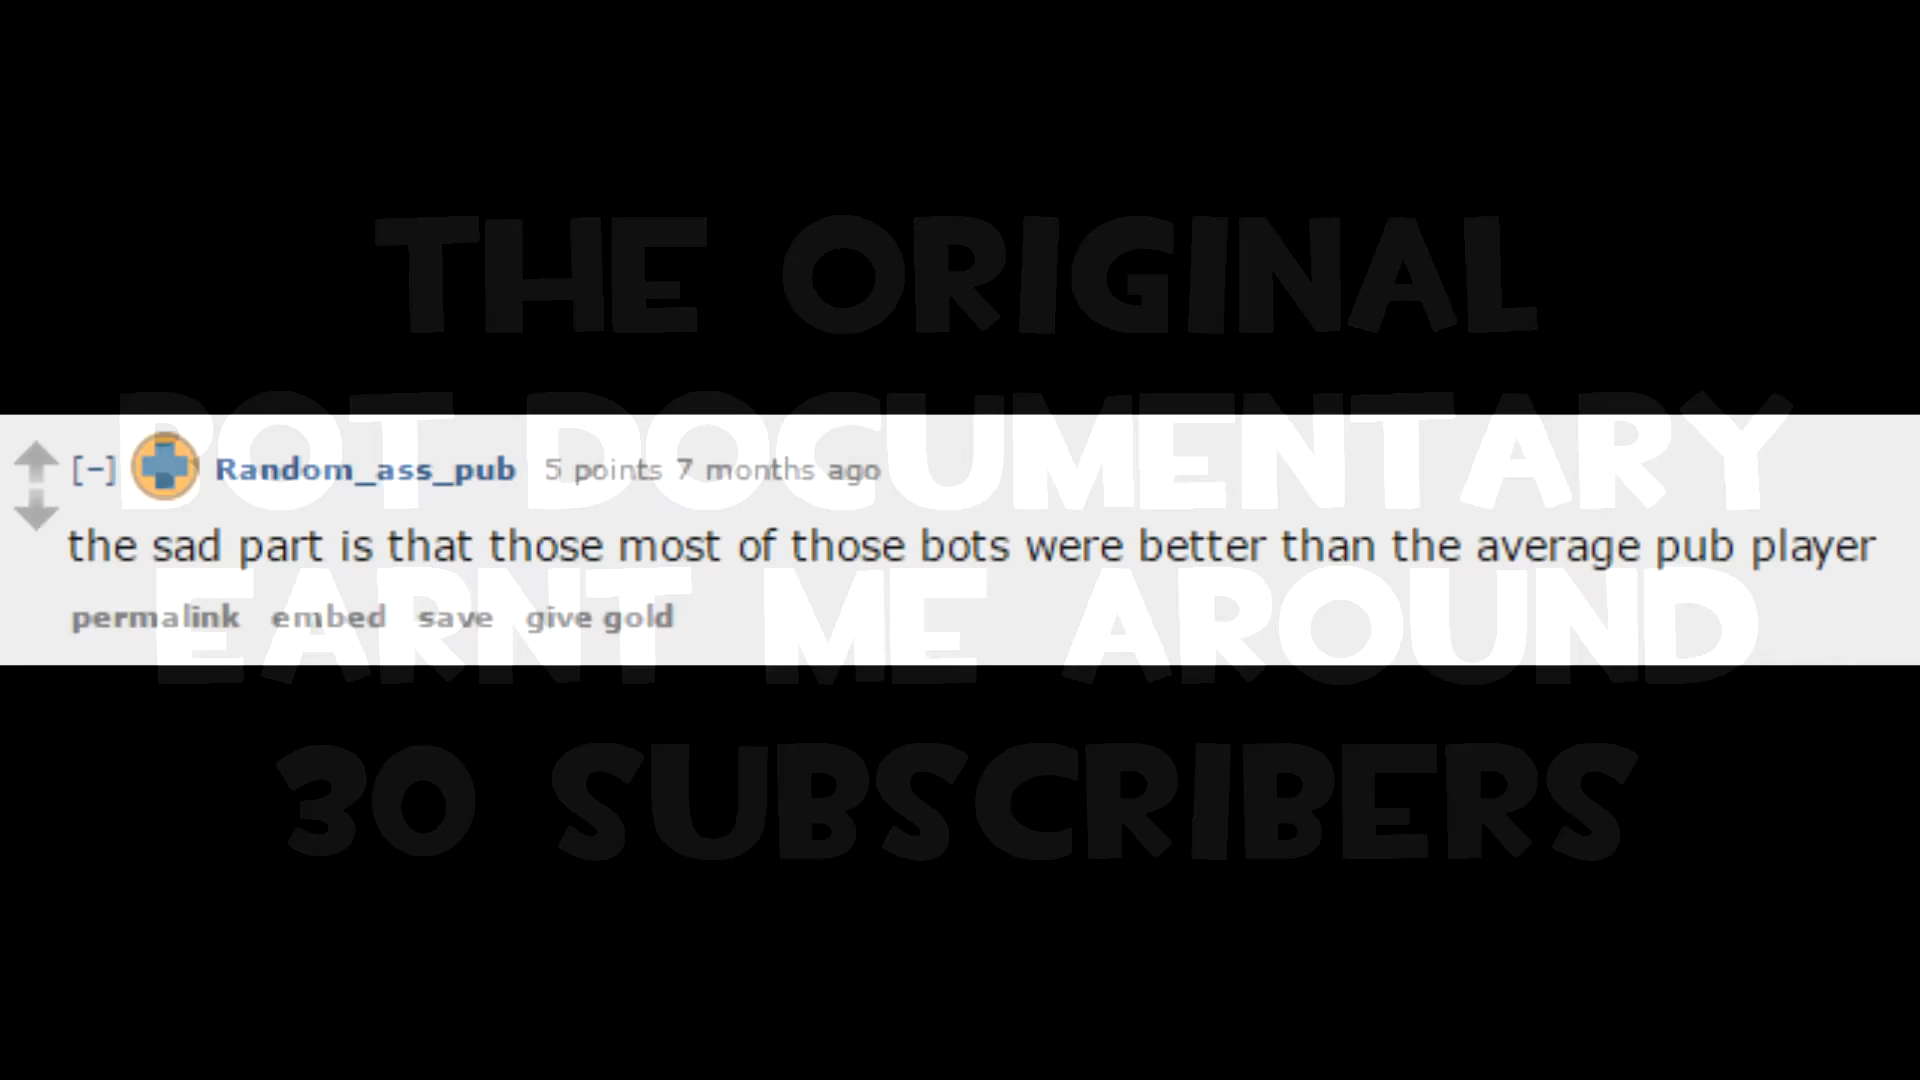 THE ORIGINAL
BOT DOCUMENTARY
[-] Random_ass_pub 5 points 7 months ago
the sad part is that those most of those bots were better than the average pub player
EARNT ME AROUND
permalink embed save give gold
30 SUBSCRIBERS